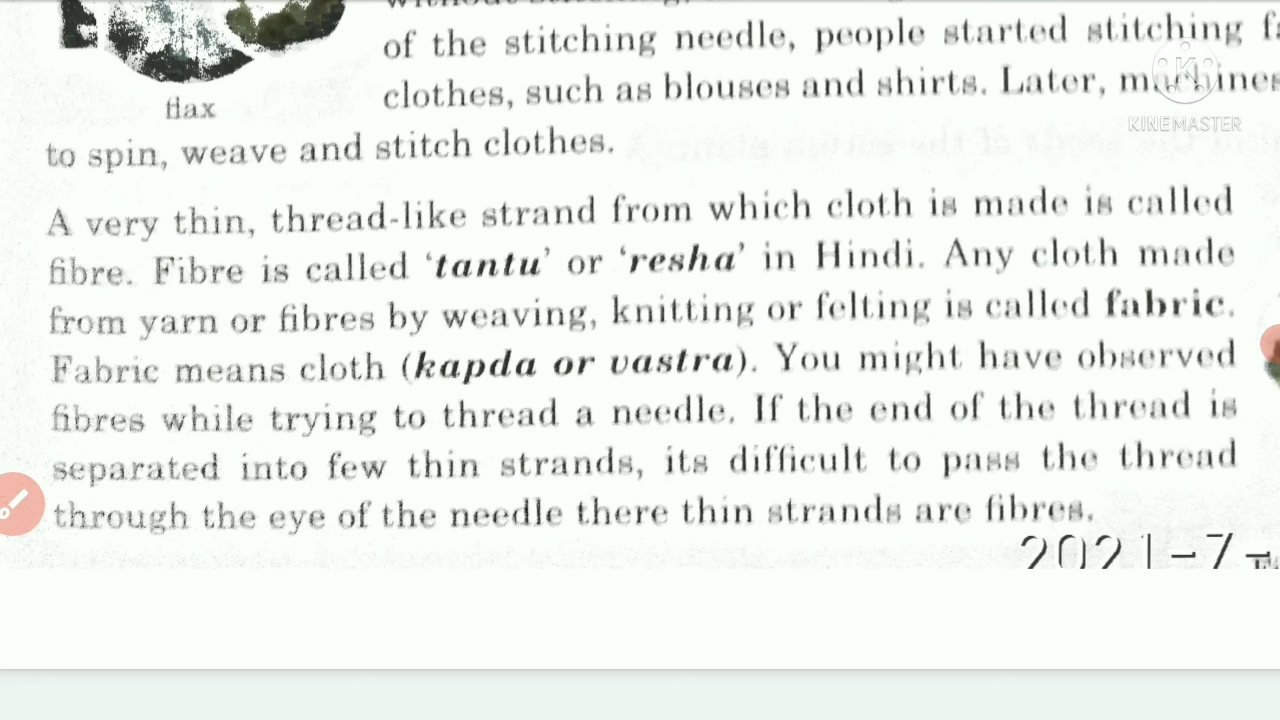 of the stitching needle, people started stitching
flax
clothes, such as blouses and shirts. Later, machines
KINEMASTER
to spin, weave and stitch clothes.
A very thin, thread-like strand from which cloth is made is called
fibre. Fibre is called 'tantu' or 'resha' in Hindi. Any cloth made
from yarn or fibres by weaving, knitting or felting is called fabric.
Fabric means cloth (kapda or vastra). You might have observed
fibres while trying to thread a needle. If the end of the thread is
separated into few thin strands, its difficult to pass the thread
through the eye of the needle there thin strands are fibres.
2021-7-